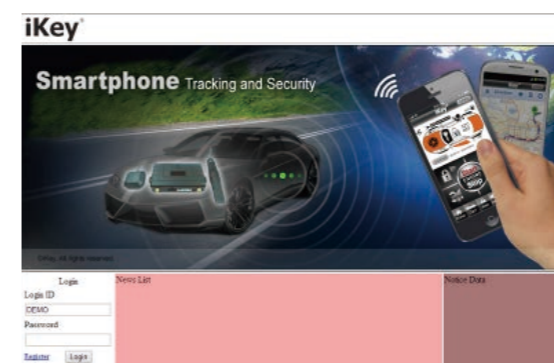 iKey
Smartphone Tracking and Security
Login
Login ID
DEMO
Password
Register Login
News List
Notice Data